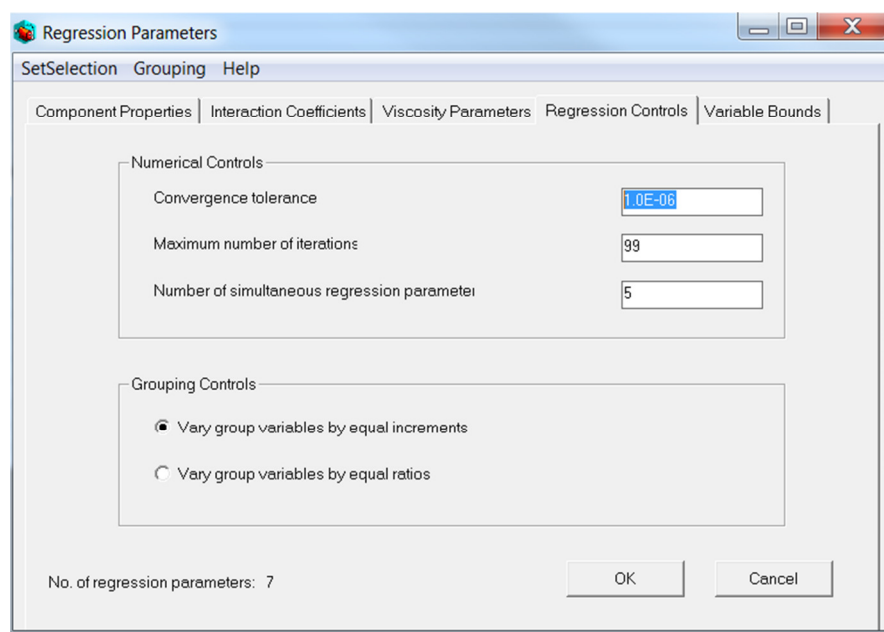 Regression Parameters
SetSelection Grouping Help
Component Properties Interaction Coefficients Viscosity Parameters Regression Controls Variable Bounds
Numerical Controls
Convergence tolerance 1.0E-06
Maximum number of iterations 99
Number of simultaneous regression parameter 5
Grouping Controls
Vary group variables by equal increments
Vary group variables by equal ratios
No. of regression parameters: 7 OK Cancel